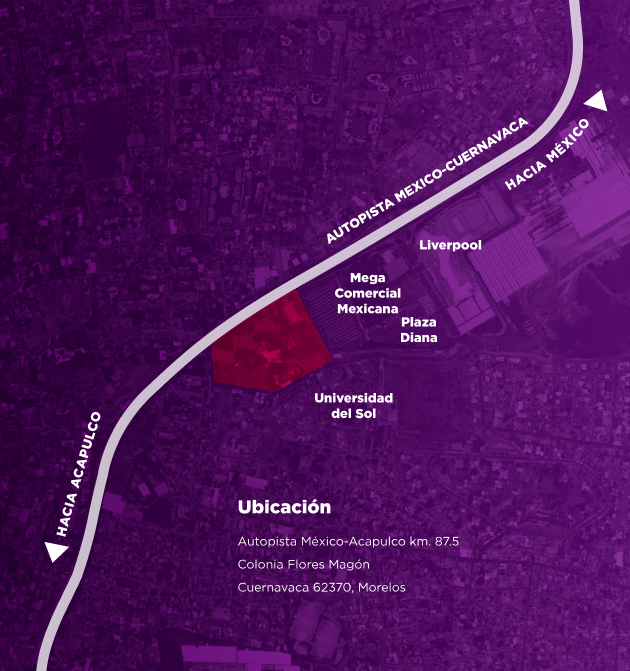 AUTOPISTA MEXICO-CUERNAVACA
HACIA MÉXICO
Liverpool
Mega
Comercial
Mexicana
Plaza
Diana
Universidad
del Sol
HACIA ACAPULCO
Ubicación
Autopista México-Acapulco km. 87.5
Colonia Flores Magón
Cuernavaca 62370, Morelos